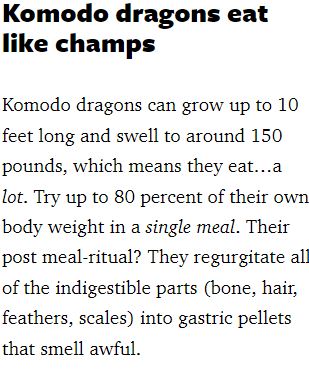 Komodo dragons eat
like champs
Komodo dragons can grow up to 10
feet long and swell to around 150
pounds, which means they eat…a
lot. Try up to 80 percent of their own
body weight in a single meal. Their
post meal-ritual? They regurgitate all
of the indigestible parts (bone, hair,
feathers, scales) into gastric pellets
that smell awful.